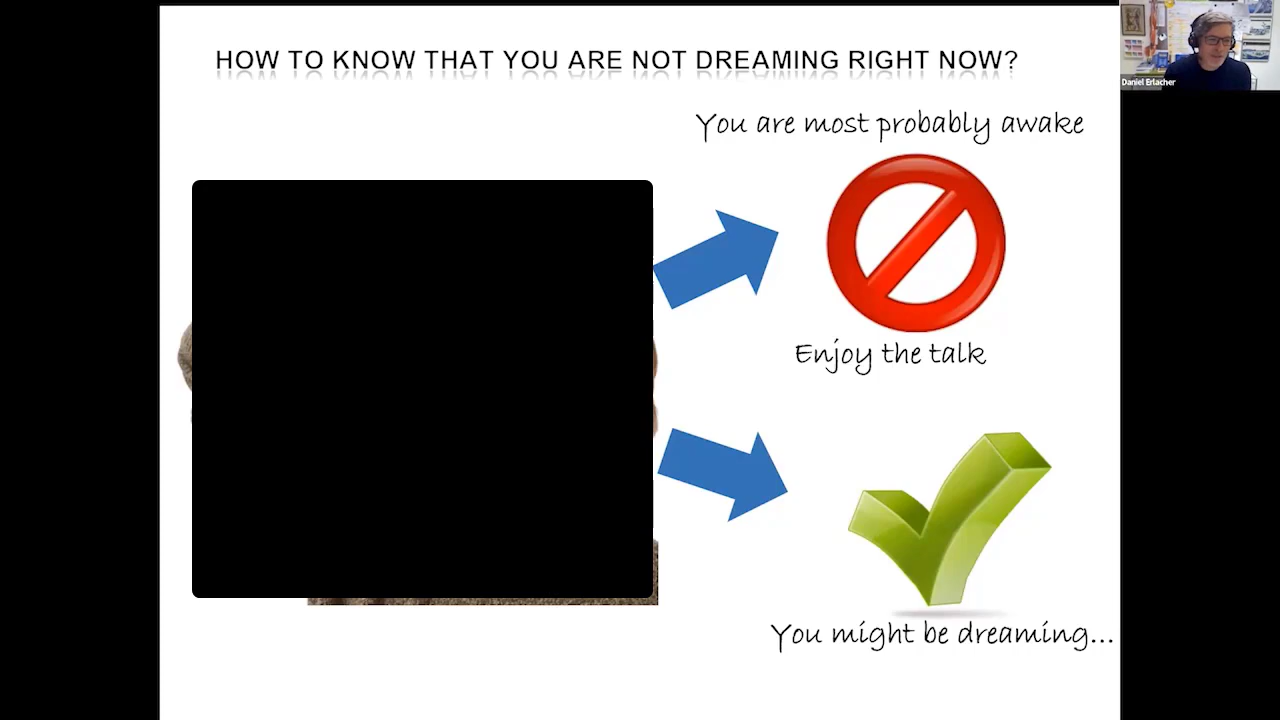 HOW TO KNOW THAT YOU ARE NOT DREAMING RIGHT NOW?
Daniel Erlacher
You are most probably awake
Enjoy the talk
You might be dreaming...